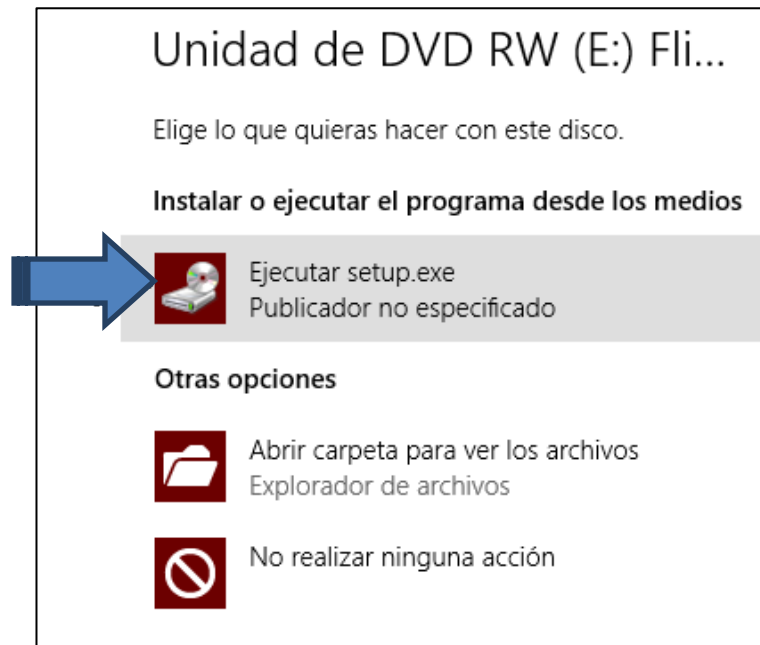 Unidad de DVD RW (E:) Fli...
Elige lo que quieras hacer con este disco.
Instalar o ejecutar el programa desde los medios
Ejecutar setup.exe
Publicador no especificado
Otras opciones
Abrir carpeta para ver los archivos
Explorador de archivos
No realizar ninguna acción